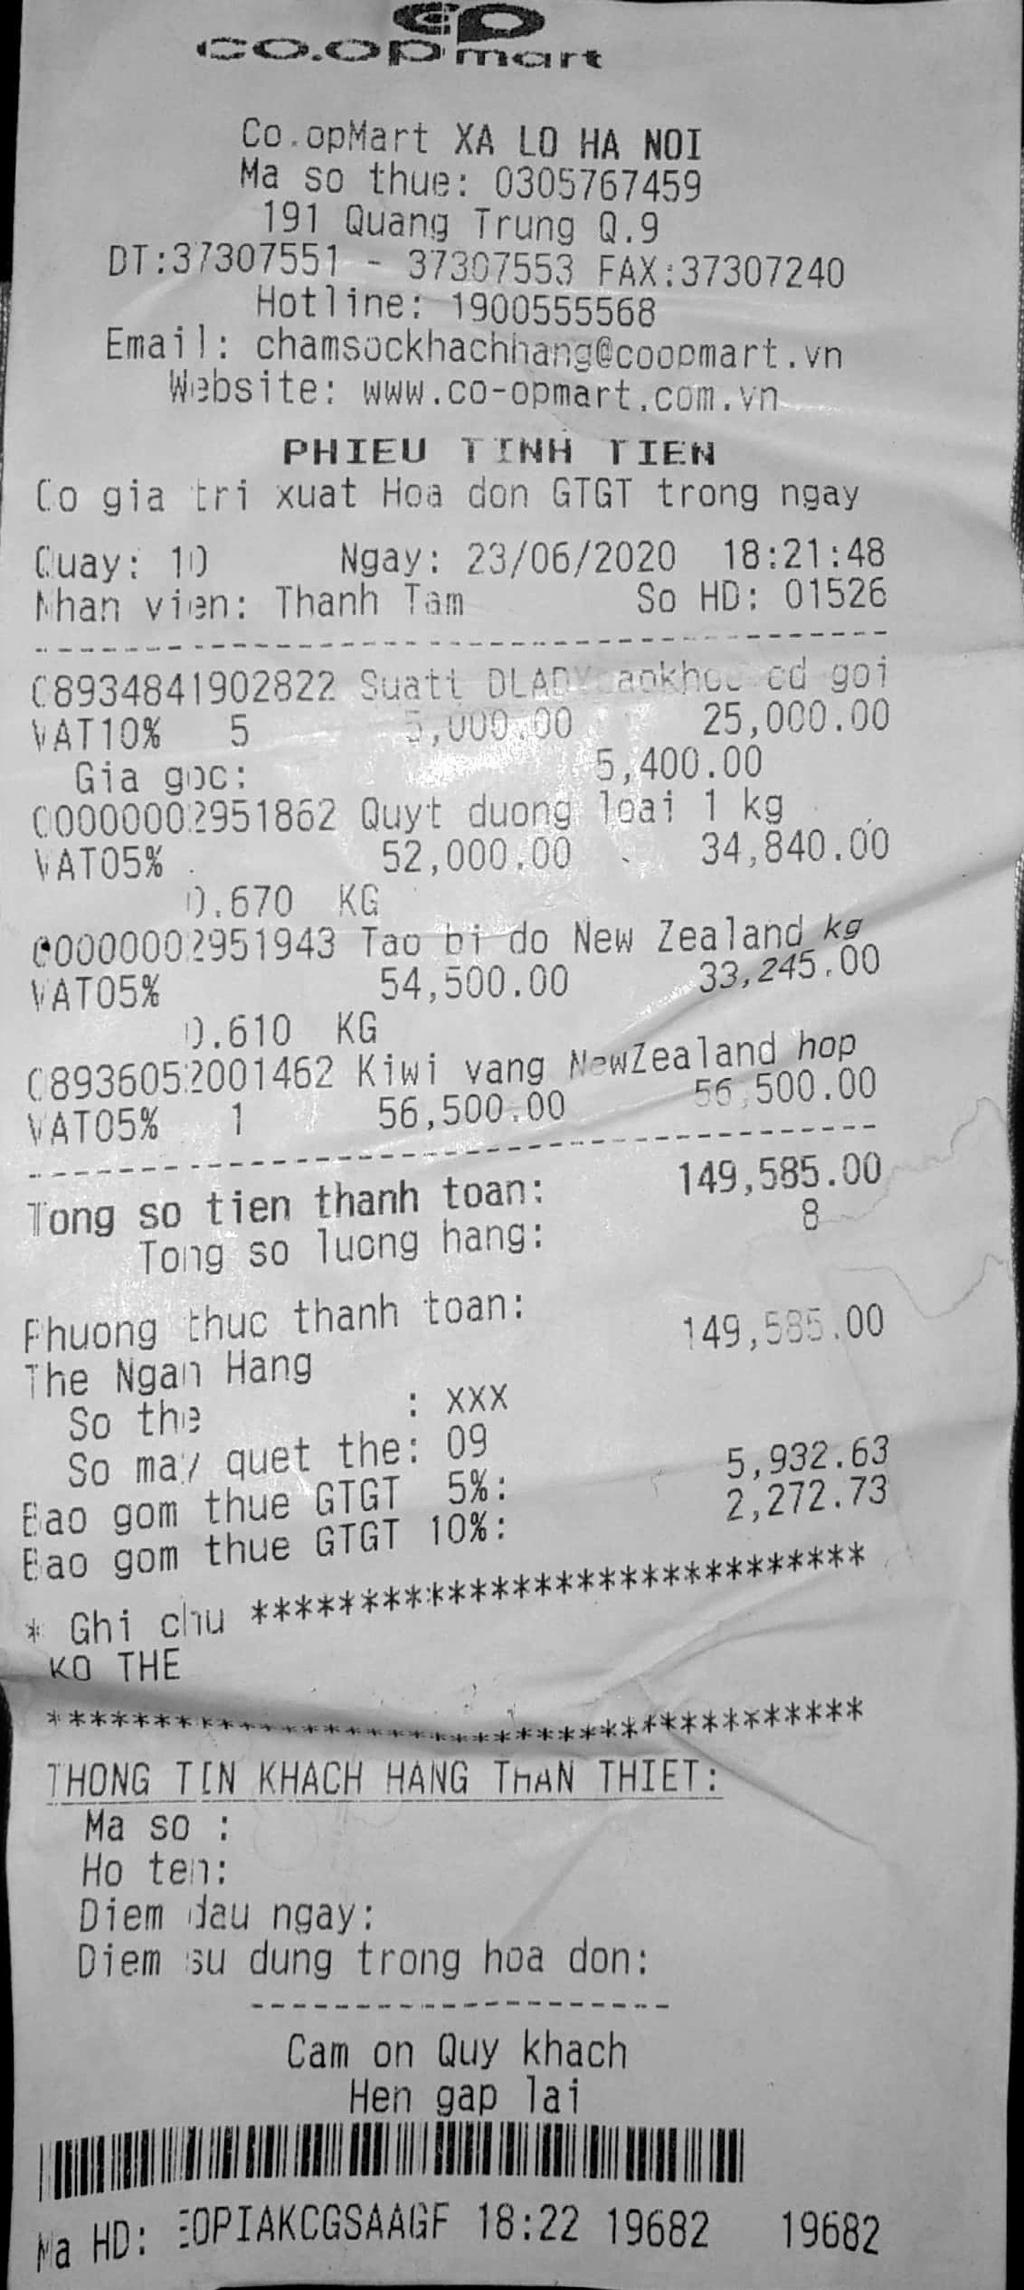 co.op mart
Co.opMart XA LO HA NOI
Ma so thue: 0305767459
191 Quang Trung Q.9
DT:37307551 - 37307553 FAX:37307240
Hotline: 1900555568
Email: chamsockhachhang@coopmart.vn
Website: www.co-opmart.com.vn
PHIEU TINH TIEN
Co gia tri xuat Hoa don GTGT trong ngay
Quay: 10 Ngay: 23/06/2020 18:21:48
Nhan vien: Thanh Tam So HD: 01526
08934841902822 Suatt DLADY cd goi
VAT10% 5 5,000.00 25,000.00
Gia goc: 5,400.00
00000002951862 Quyt duong loai 1 kg
VAT05% 52,000.00 34,840.00
0.670 KG
00000002951943 Tao bi do New Zealand kg
VAT05% 54,500.00 33,245.00
0.610 KG
08936052001462 Kiwi vang NewZealand hop
VAT05% 1 56,500.00 56,500.00
Tong so tien thanh toan: 149,585.00
Tong so luong hang: 8
Phuong thuc thanh toan:
The Ngan Hang 149,585.00
So the : XXX
So may quet the: 09
Bao gom thue GTGT 5%: 5,932.63
Bao gom thue GTGT 10%: 2,272.73
* Ghi chu ****************************
KO THE
**************************************
THONG TIN KHACH HANG THAN THIET:
Ma so :
Ho ten:
Diem dau ngay:
Diem su dung trong hoa don:
Cam on Quy khach
Hen gap lai
Ma HD: EOPIAKCGSAAGF 18:22 19682 19682